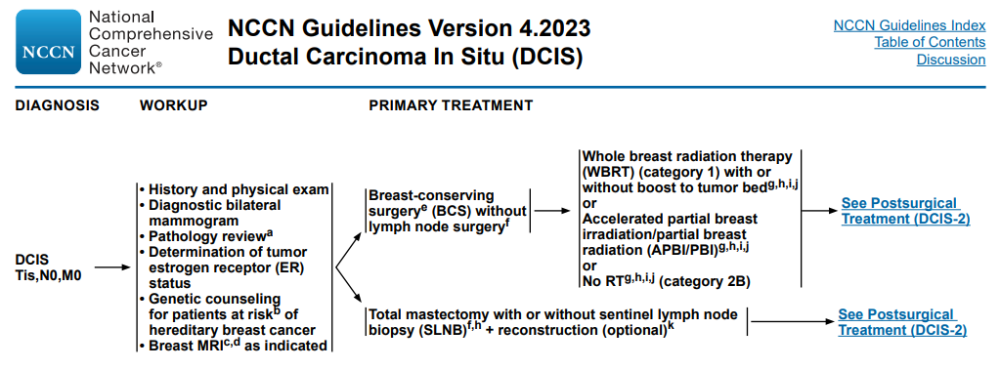 NCCN
National
Comprehensive
Cancer
Network®
NCCN Guidelines Version 4.2023
Ductal Carcinoma In Situ (DCIS)
NCCN Guidelines Index
Table of Contents
Discussion
DIAGNOSIS
WORKUP
PRIMARY TREATMENT
DCIS
Tis,N0,M0
• History and physical exam
• Diagnostic bilateral
mammogram
• Pathology reviewa
• Determination of tumor
estrogen receptor (ER)
status
• Genetic counseling
for patients at riskb of
hereditary breast cancer
• Breast MRIc,d as indicated
Breast-conserving
surgerye (BCS) without
lymph node surgeryf
Whole breast radiation therapy
(WBRT) (category 1) with or
without boost to tumor bedg,h,i,j
or
Accelerated partial breast
irradiation/partial breast
radiation (APBI/PBI)g,h,i,j
or
No RTg,h,i,j (category 2B)
See Postsurgical
Treatment (DCIS-2)
Total mastectomy with or without sentinel lymph node
biopsy (SLNB)f,h + reconstruction (optional)k
See Postsurgical
Treatment (DCIS-2)